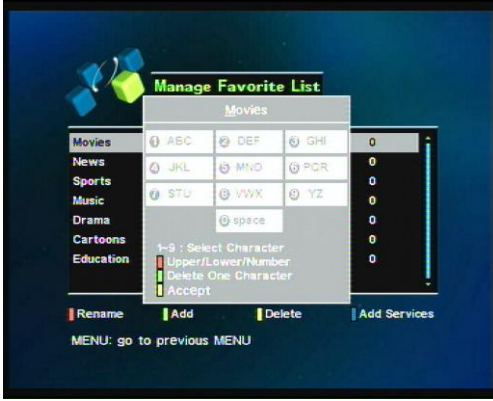 Manage Favorite List
Movies
Movies 0
News 0
Sports 0
Music 0
Drama 0
Cartoons 0
Education 0
1 ABC 2 DEF 3 GHI
4 JKL 5 MNO 6 PQR
7 STU 8 VWX 9 YZ
0 space
1~9 : Select Character
Upper/Lower/Number
Delete One Character
Accept
Rename Add Delete Add Services
MENU: go to previous MENU